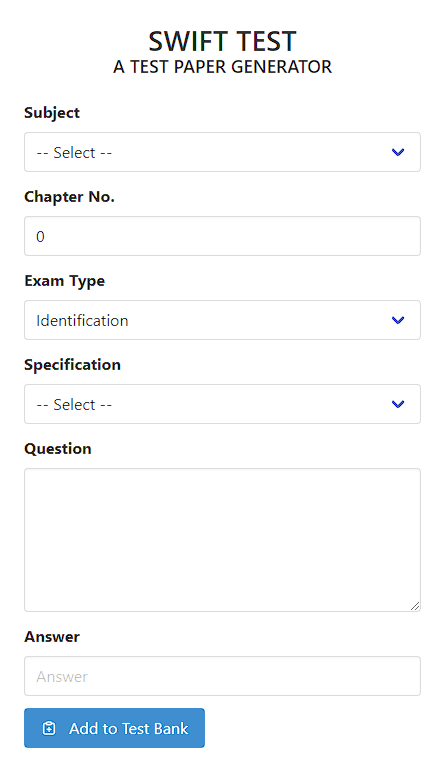 SWIFT TEST
A TEST PAPER GENERATOR
Subject
-- Select --
Chapter No.
0
Exam Type
Identification
Specification
-- Select --
Question
Answer
Answer
Add to Test Bank